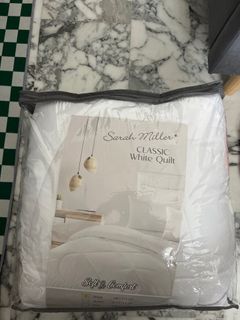 Sarah Miller
CLASSIC
White Quilt
Soft & Comfort